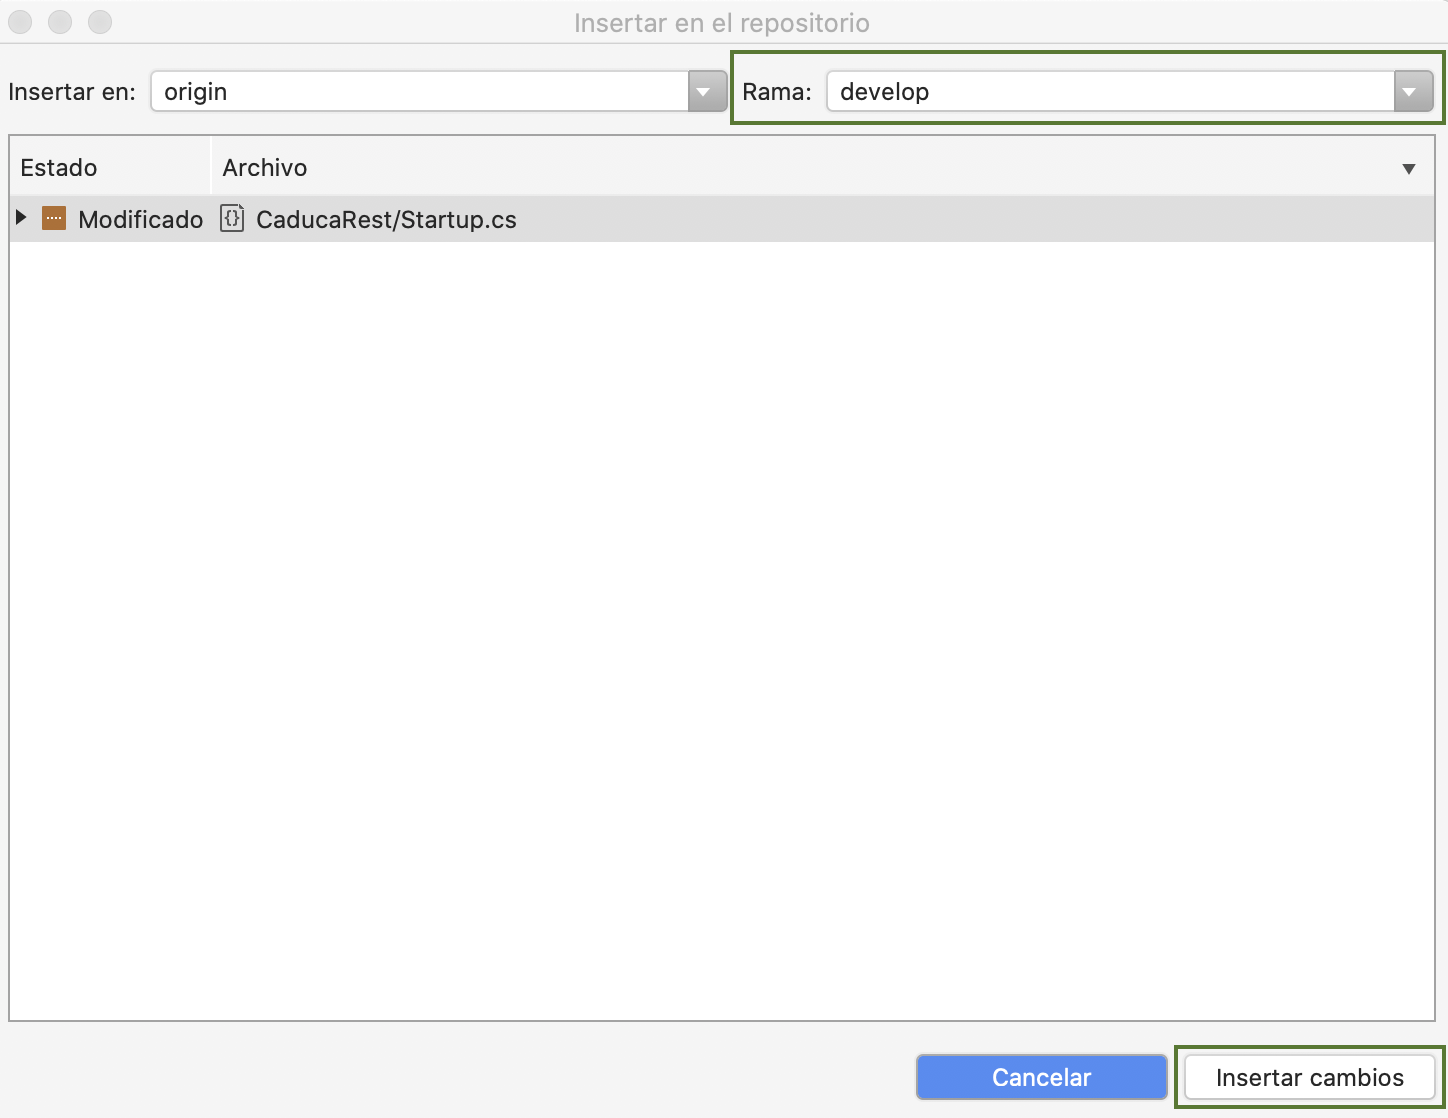 Insertar en el repositorio
Insertar en: origin Rama: develop
Estado Archivo
Modificado CaducaRest/Startup.cs
Cancelar Insertar cambios